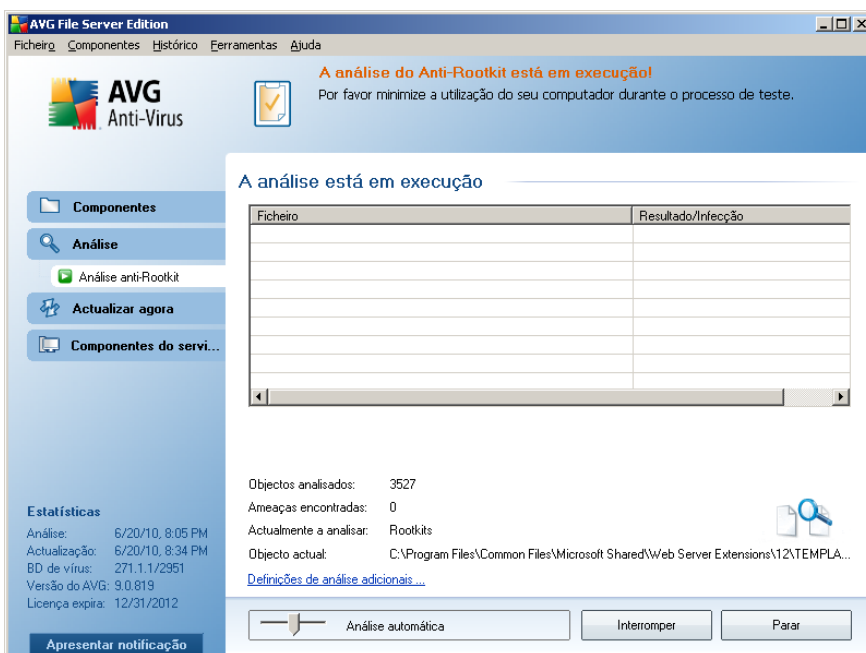 AVG File Server Edition
Ficheiro Componentes Histórico Ferramentas Ajuda
AVG
Anti-Virus
A análise do Anti-Rootkit está em execução!
Por favor minimize a utilização do seu computador durante o processo de teste.
Componentes
Análise
Análise anti-Rootkit
Actualizar agora
Componentes do servi...
A análise está em execução
Ficheiro Resultado/Infecção
Objectos analisados: 3527
Ameaças encontradas: 0
Actualmente a analisar: Rootkits
Objecto actual: C:\Program Files\Common Files\Microsoft Shared\Web Server Extensions\12\TEMPLA...
Definições de análise adicionais ...
Estatísticas
Análise: 6/20/10, 8:05 PM
Actualização: 6/20/10, 8:34 PM
BD de vírus: 271.1.1/2951
Versão do AVG: 9.0.819
Licença expira: 12/31/2012
Apresentar notificação
Análise automática
Interromper
Parar